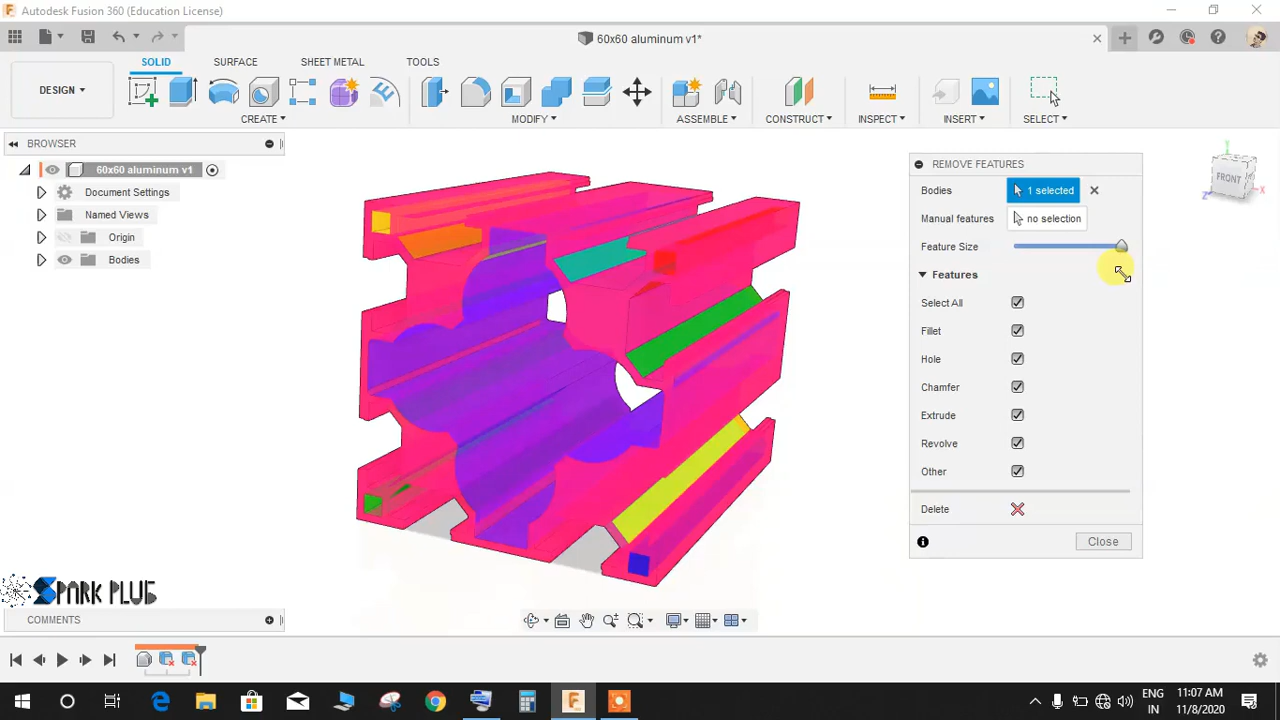 Autodesk Fusion 360 (Education License)
60x60 aluminum v1*
SOLID SURFACE SHEET METAL TOOLS
DESIGN
CREATE MODIFY ASSEMBLE CONSTRUCT INSPECT INSERT SELECT
BROWSER
60x60 aluminum v1
Document Settings
Named Views
Origin
Bodies
FRONT
Y
X
Z
REMOVE FEATURES
Bodies 1 selected
Manual features no selection
Feature Size
Features
Select All
Fillet
Hole
Chamfer
Extrude
Revolve
Other
Delete
Close
SPARK PLUG
COMMENTS
ENG
IN
11:07 AM
11/8/2020